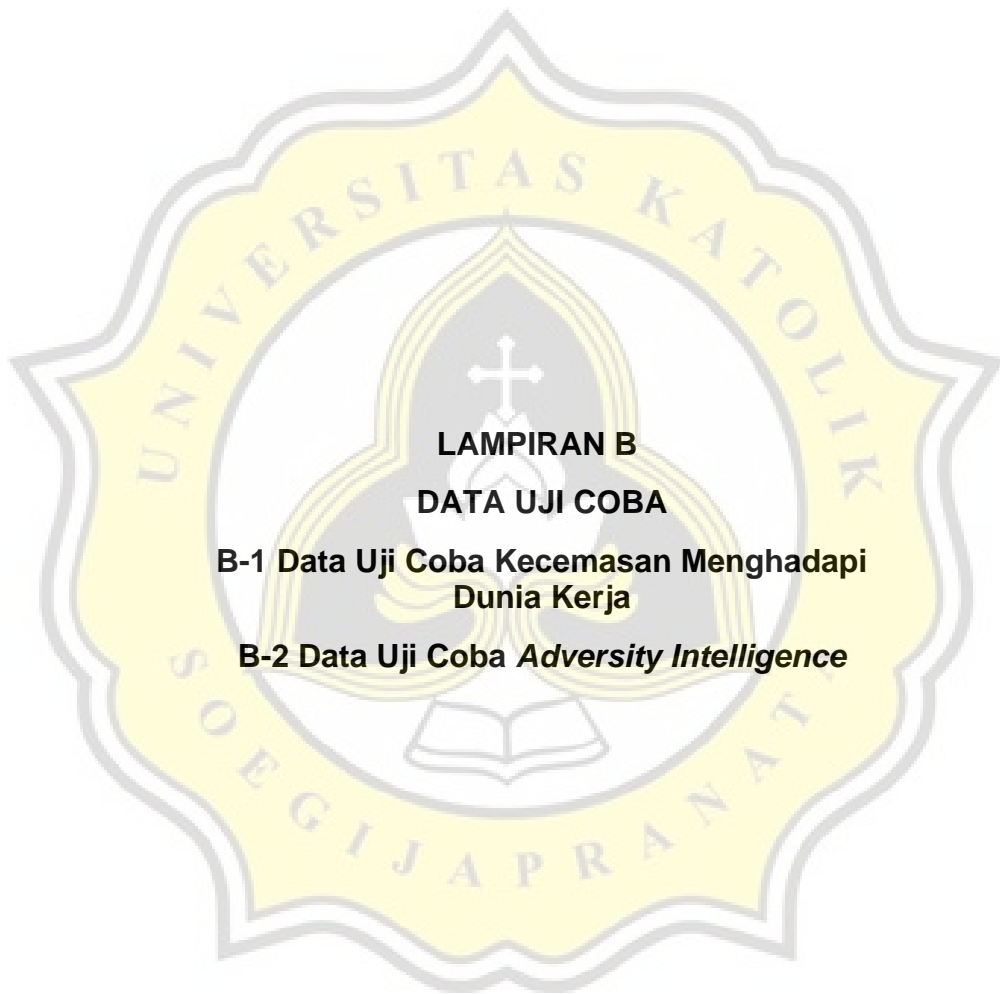 UNIVERSITAS KATOLIK
LAMPIRAN B
DATA UJI COBA
B-1 Data Uji Coba Kecemasan Menghadapi
Dunia Kerja
B-2 Data Uji Coba Adversity Intelligence
SOEGIJAPRANATA